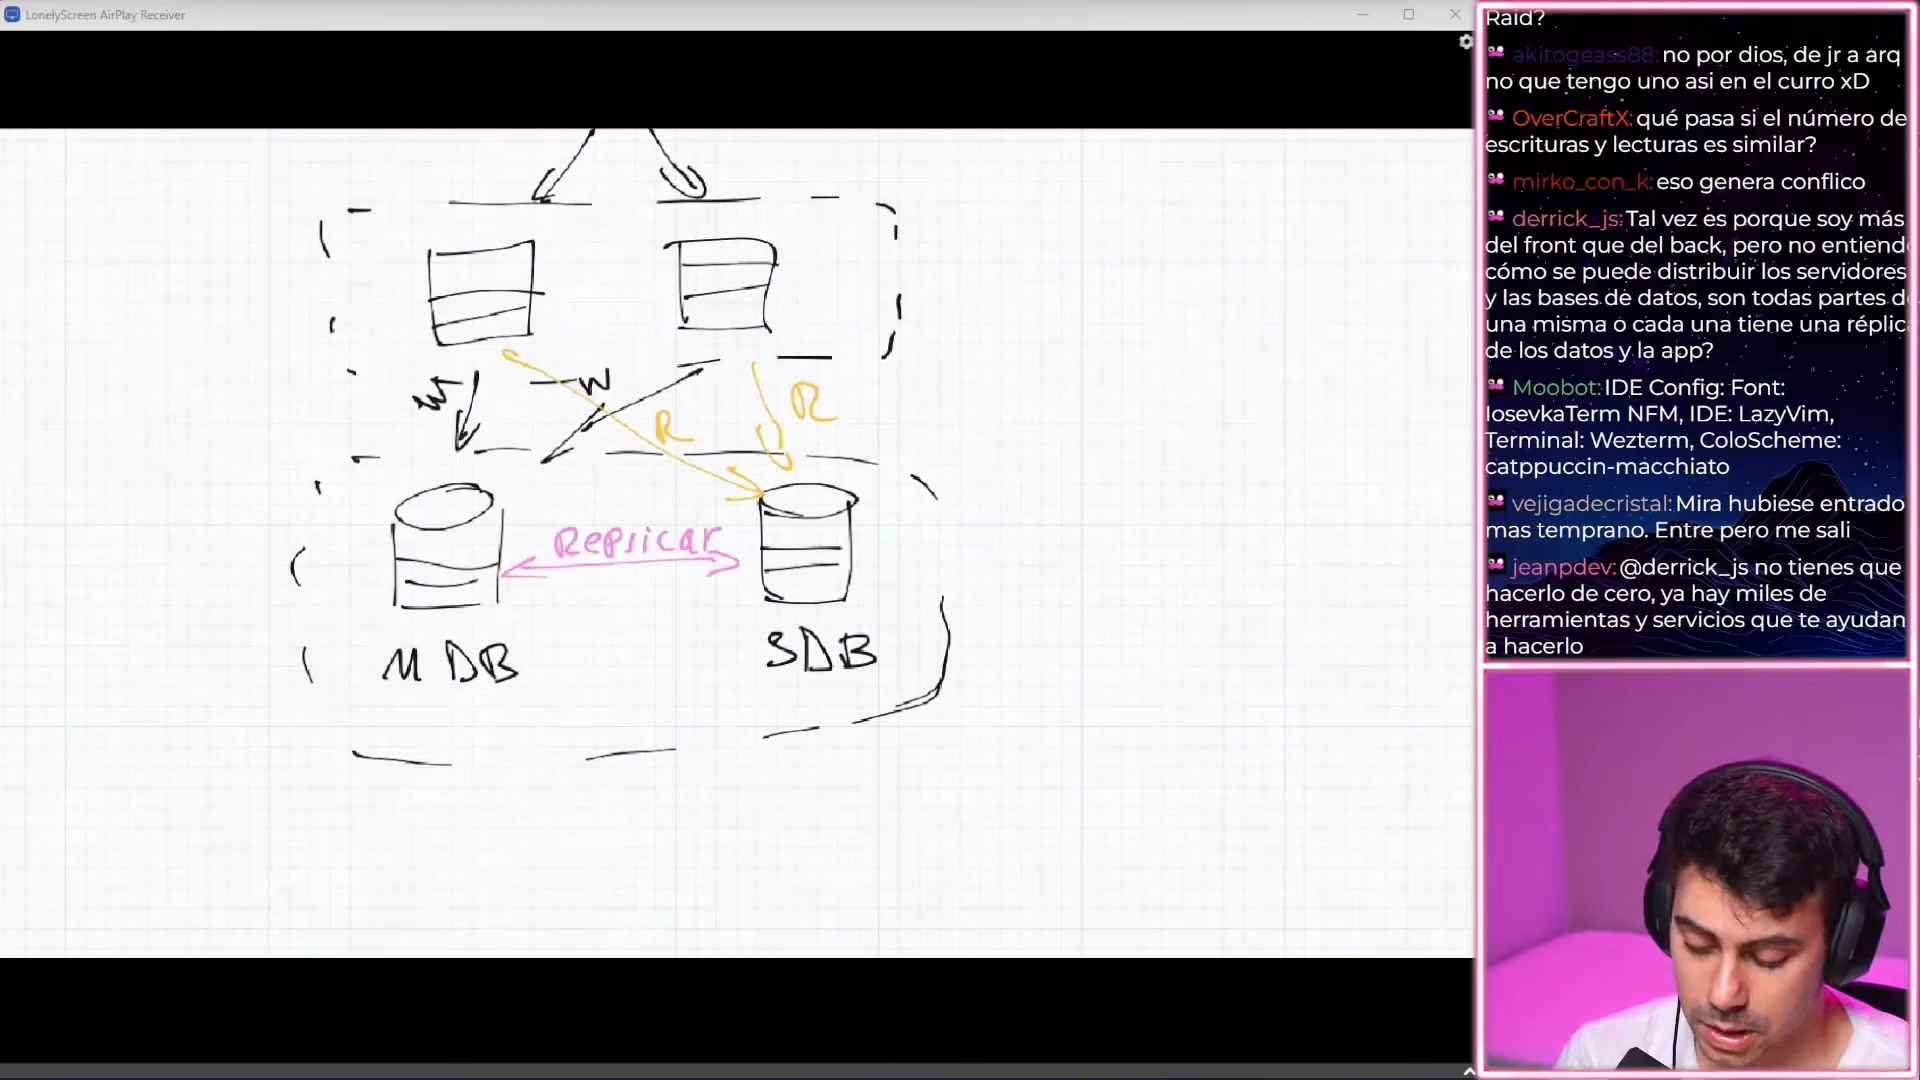 LonelyScreen AirPlay Receiver
W
W
R
R
Replicar
M DB
SDB
Raid?
akitogeass88: no por dios, de jr a arq
no que tengo uno asi en el curro xD
OverCraftX: qué pasa si el número de
escrituras y lecturas es similar?
mirko_con_k: eso genera conflico
derrick_js: Tal vez es porque soy más
del front que del back, pero no entiendo
cómo se puede distribuir los servidores
y las bases de datos, son todas partes de
una misma o cada una tiene una réplica
de los datos y la app?
Moobot: IDE Config: Font:
IosevkaTerm NFM, IDE: LazyVim,
Terminal: Wezterm, ColoScheme:
catppuccin-macchiato
vejigadecristal: Mira hubiese entrado
mas temprano. Entre pero me sali
jeanpdev: @derrick_js no tienes que
hacerlo de cero, ya hay miles de
herramientas y servicios que te ayudan
a hacerlo